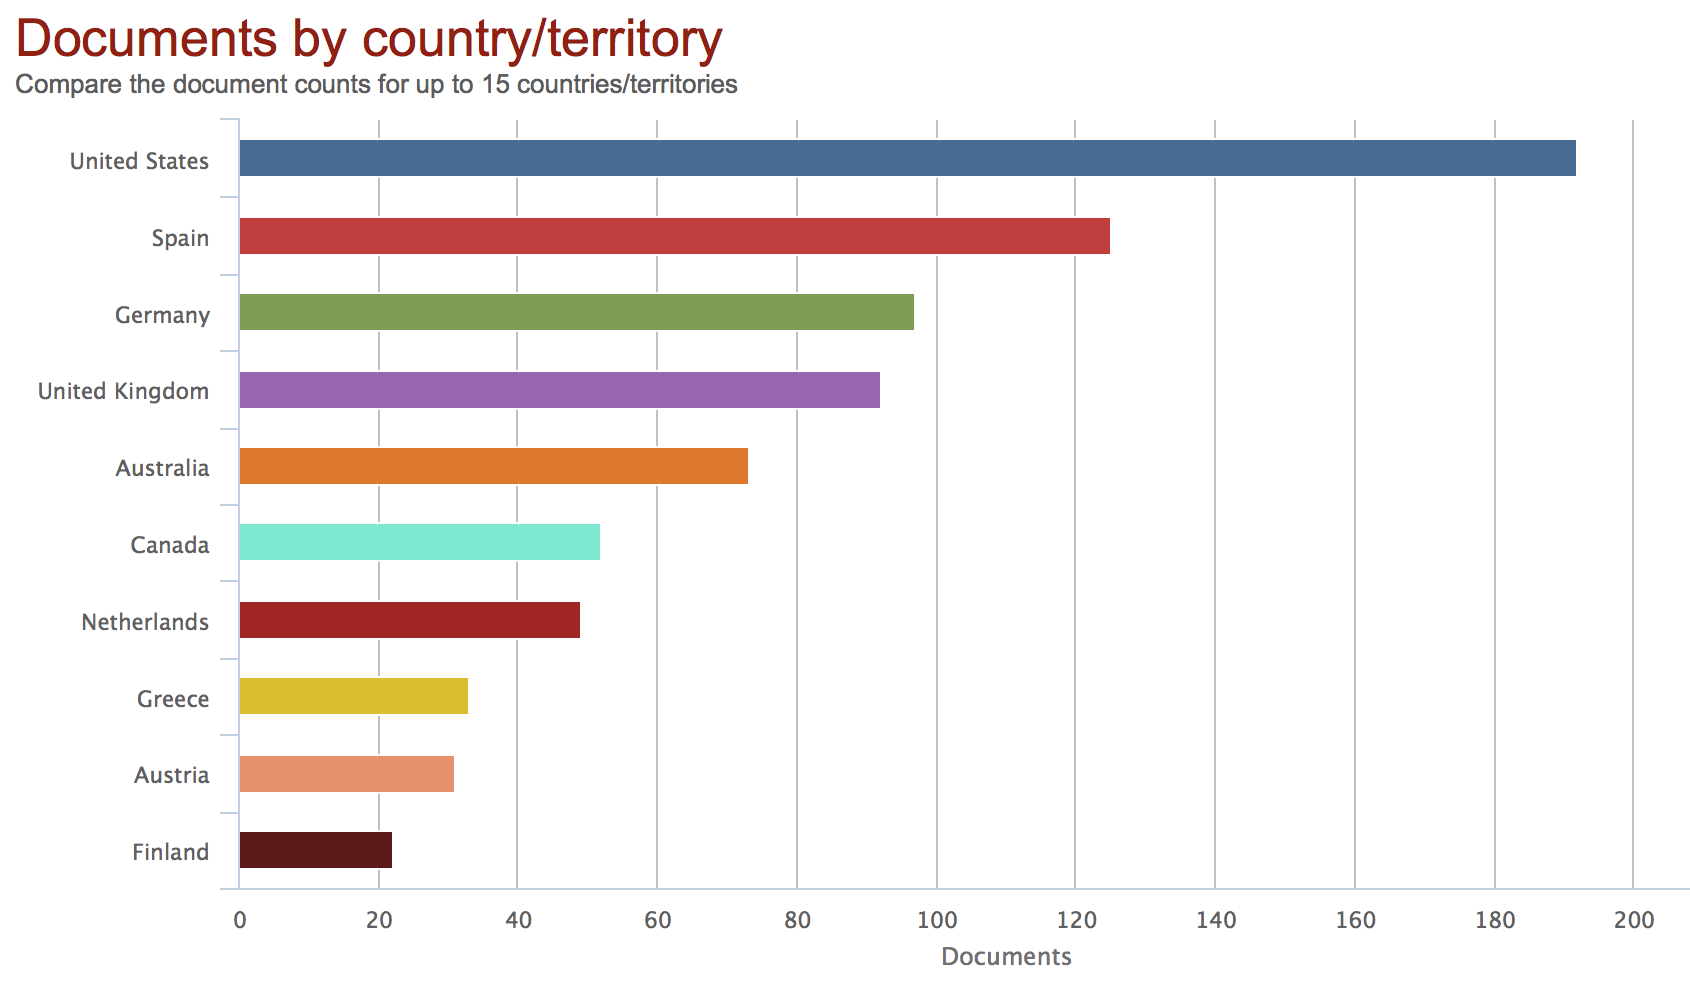 Documents by country/territory
Compare the document counts for up to 15 countries/territories
United States
Spain
Germany
United Kingdom
Australia
Canada
Netherlands
Greece
Austria
Finland
0 20 40 60 80 100 120 140 160 180 200
Documents